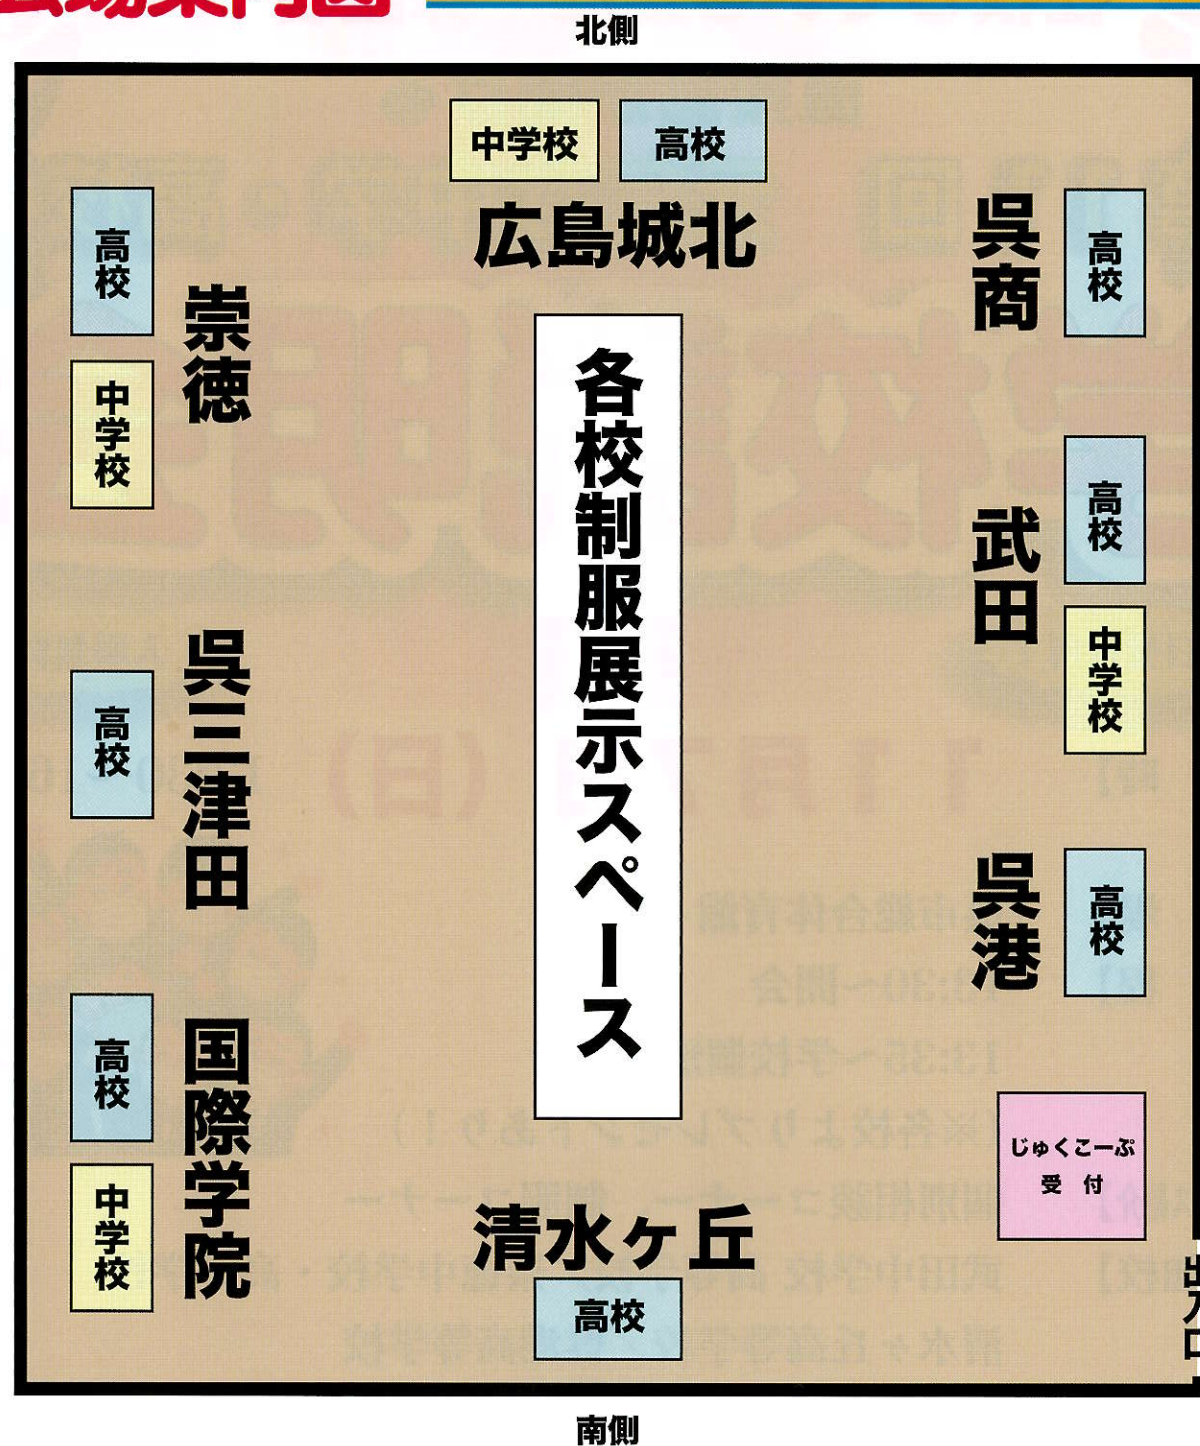 北側
中学校
高校
広島城北
高校
中学校
崇徳
呉商
高校
各校制服展示スペース
武田
高校
中学校
高校
呉三津田
呉港
高校
高校
中学校
国際学院
じゅくこーぷ
受付
清水ヶ丘
高校
出入口
南側